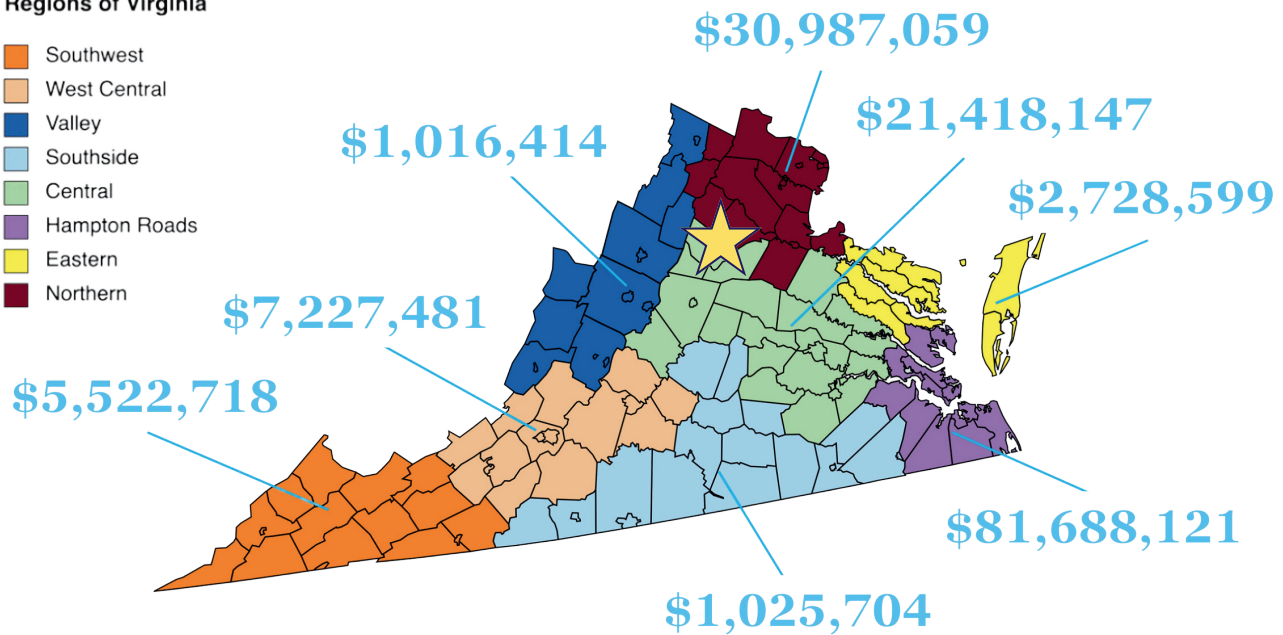 Regions of Virginia
Southwest
West Central
Valley
Southside
Central
Hampton Roads
Eastern
Northern
$30,987,059
$21,418,147
$1,016,414
$2,728,599
$7,227,481
$5,522,718
$81,688,121
$1,025,704